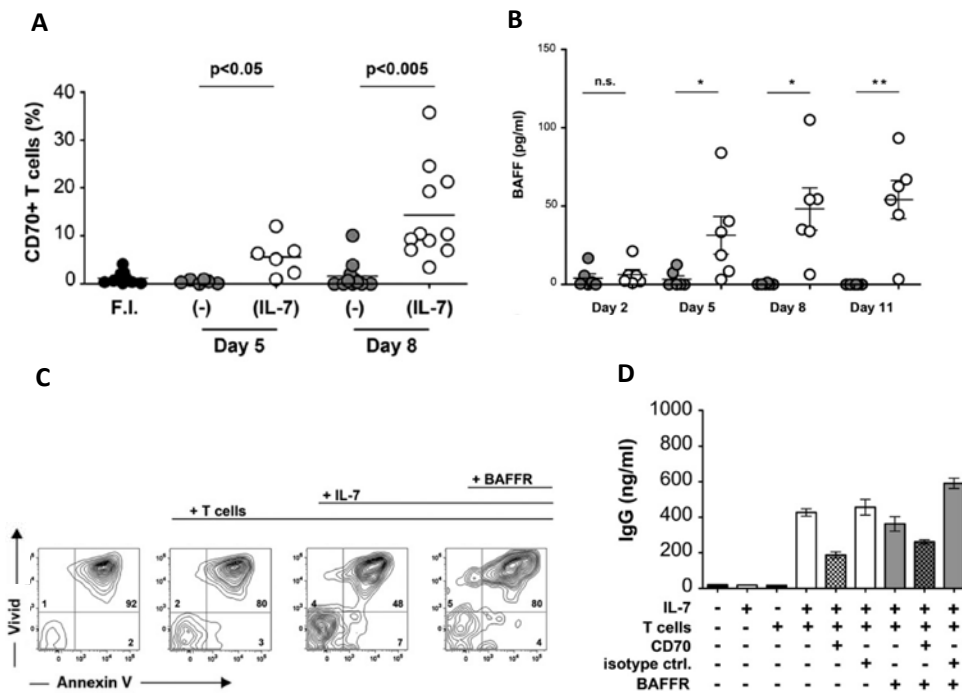 A
p<0.05
p<0.005
CD70+ T cells (%)
40
30
20
10
0
F.I.
(-)
(IL-7)
(-)
(IL-7)
Day 5
Day 8
B
BAFF (pg/ml)
150
100
50
0
n.s.
*
*
**
Day 2
Day 5
Day 8
Day 11
C
+ BAFFR
+ IL-7
+ T cells
Vivid
1
92
2
2
80
3
4
48
7
5
80
4
Annexin V
D
IgG (ng/ml)
1000
800
600
400
200
0
IL-7 - + - + + + + + +
T cells - - + + + + + + +
CD70 - - - - + - - + -
isotype ctrl. - - - - - + - - +
BAFFR - - - - - - + + +